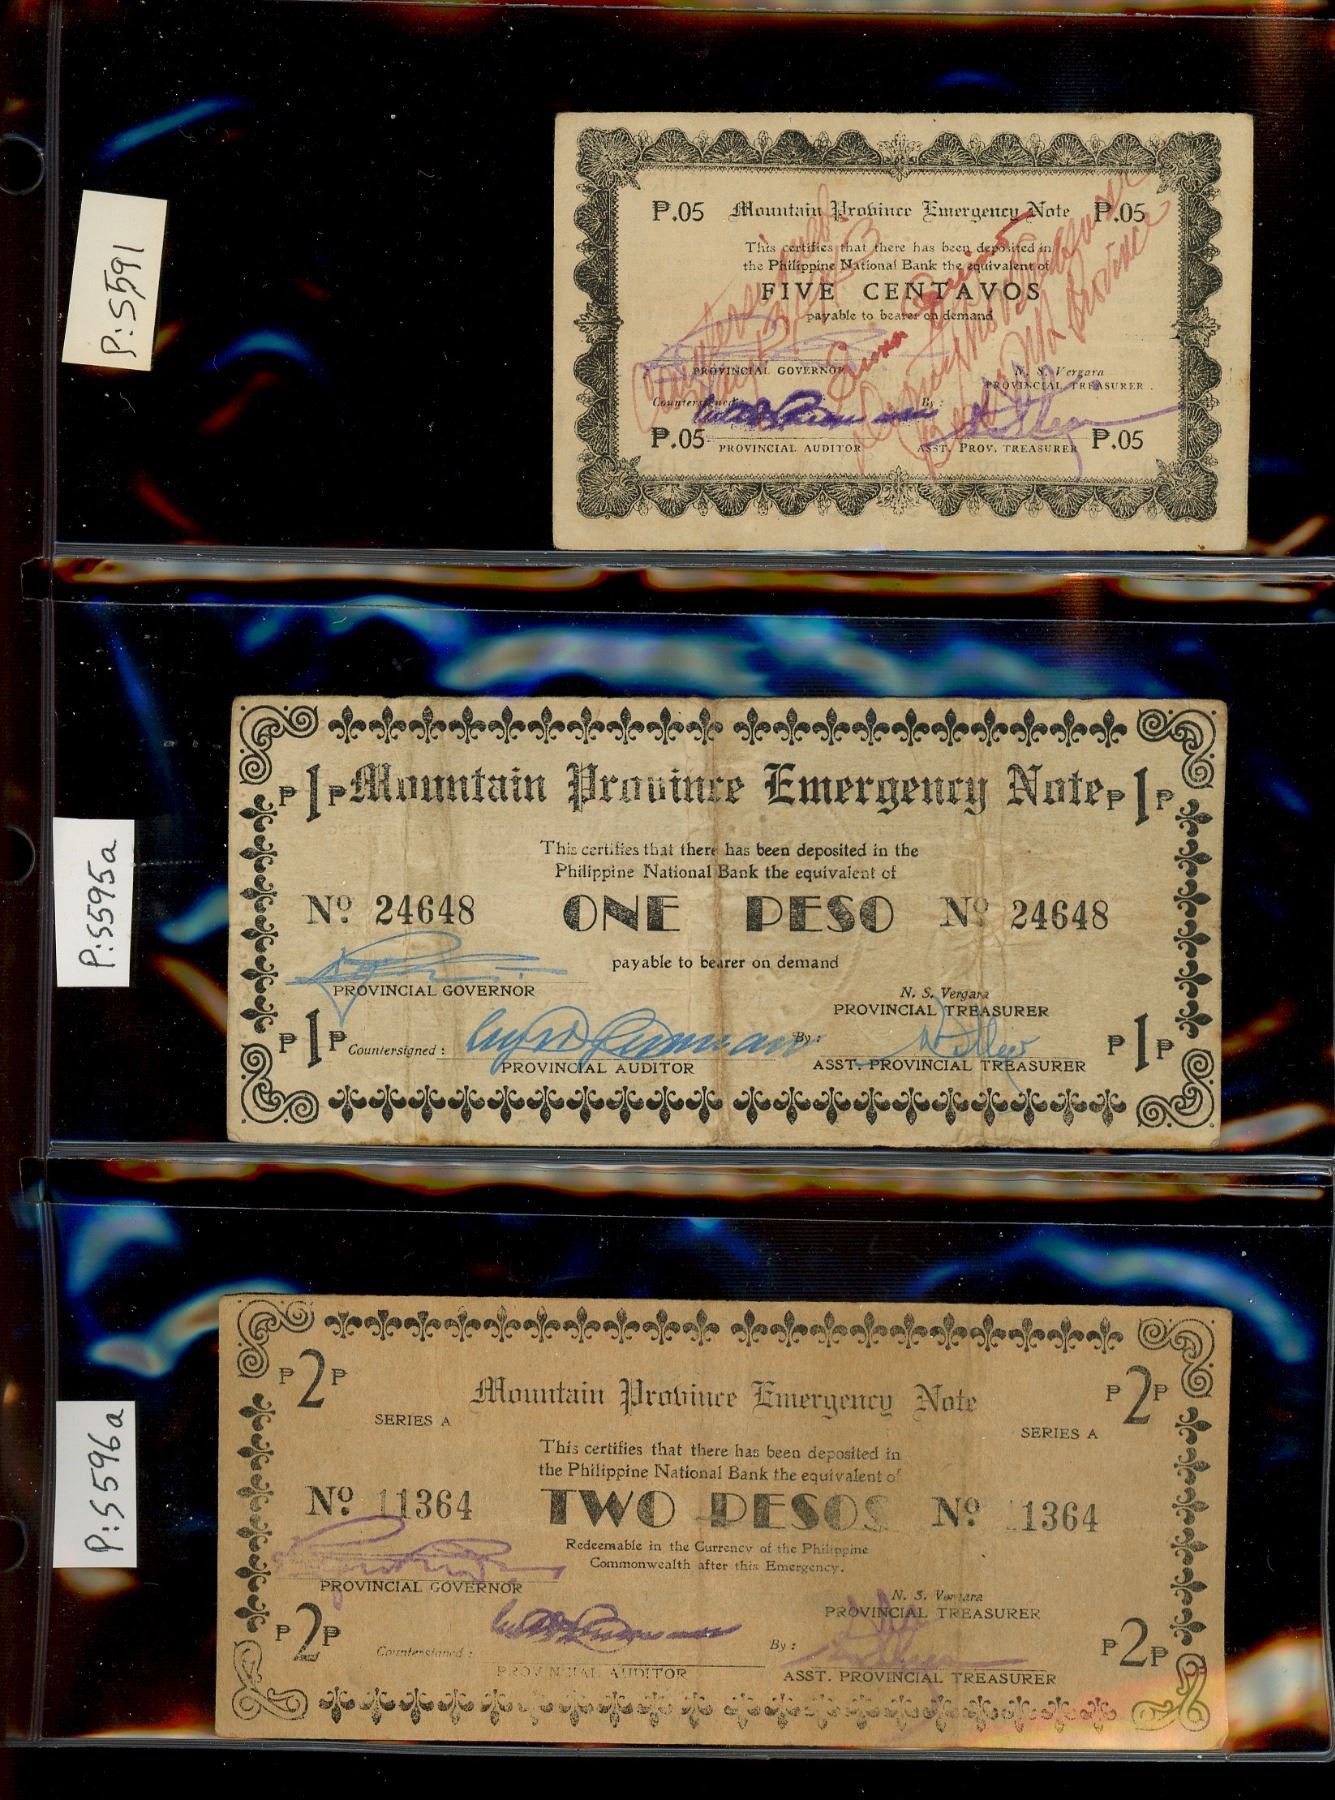 P:S591
₱.05 Mountain Province Emergency Note ₱.05
This certifies that there has been deposited in
the Philippine National Bank the equivalent of
FIVE CENTAVOS
payable to bearer on demand
PROVINCIAL GOVERNOR
N. S. Vergara
PROVINCIAL TREASURER
Countersigned: By:
₱.05 PROVINCIAL AUDITOR ASST. PROV. TREASURER ₱.05
P:S595a
₱1₱ Mountain Province Emergency Note ₱1₱
This certifies that there has been deposited in the
Philippine National Bank the equivalent of
Nº 24648 ONE PESO Nº 24648
payable to bearer on demand
PROVINCIAL GOVERNOR
N. S. Vergara
PROVINCIAL TREASURER
₱1₱ Countersigned: By: ₱1₱
PROVINCIAL AUDITOR ASST. PROVINCIAL TREASURER
P:S596a
₱2₱ Mountain Province Emergency Note ₱2₱
SERIES A SERIES A
This certifies that there has been deposited in
the Philippine National Bank the equivalent of
Nº 11364 TWO PESOS Nº 11364
Redeemable in the Currency of the Philippine
Commonwealth after this Emergency.
PROVINCIAL GOVERNOR
N. S. Vergara
PROVINCIAL TREASURER
₱2₱ Countersigned: By: ₱2₱
PROVINCIAL AUDITOR ASST. PROVINCIAL TREASURER